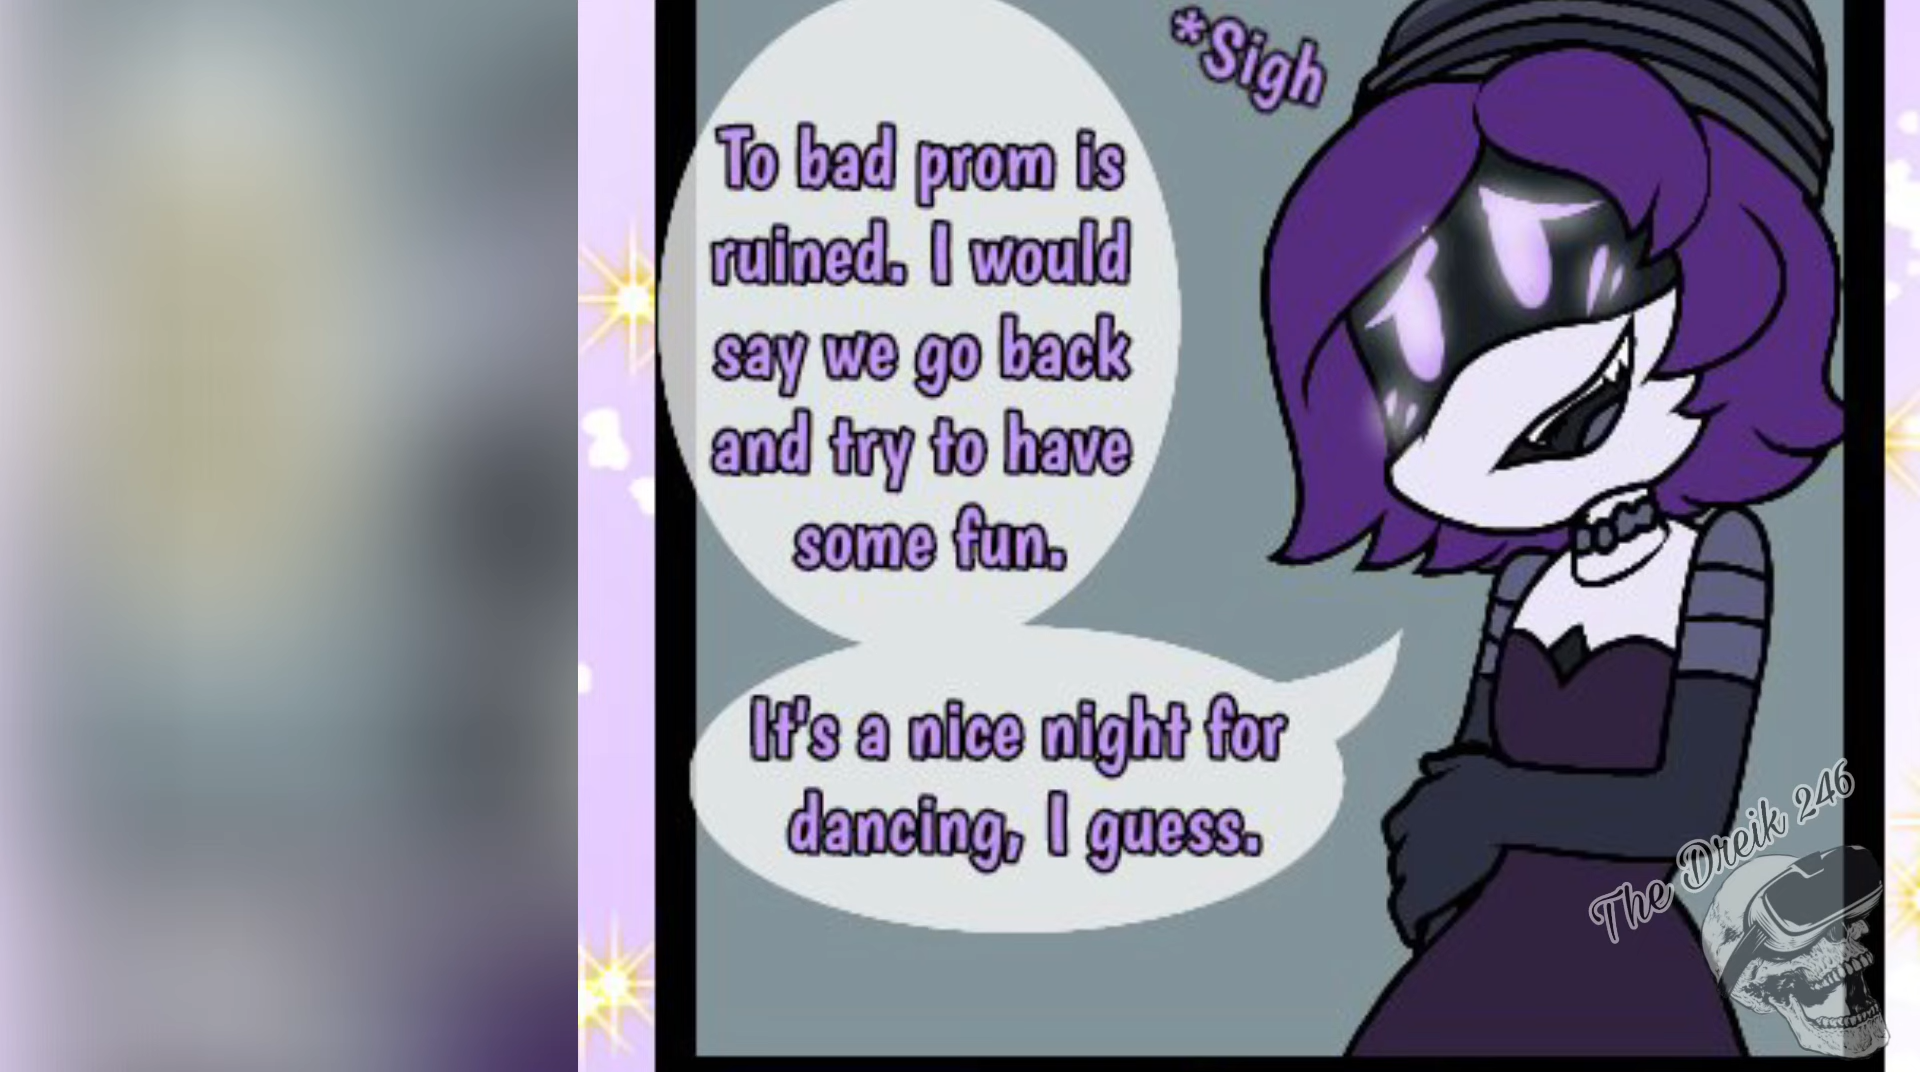 *Sigh
To bad prom is
ruined. I would
say we go back
and try to have
some fun.
It's a nice night for
dancing, I guess.
The Dreik 246